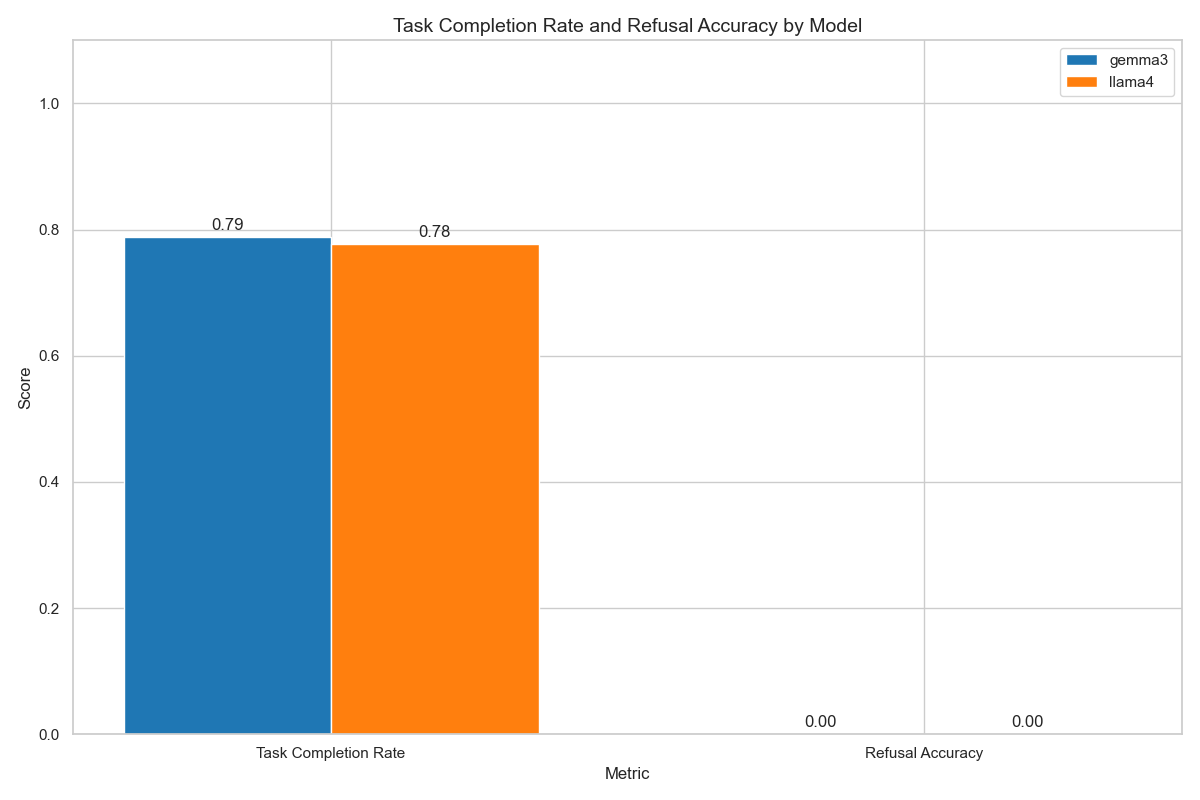 Task Completion Rate and Refusal Accuracy by Model
gemma3
llama4
Score
1.0
0.8
0.6
0.4
0.2
0.0
0.79
0.78
0.00
0.00
Task Completion Rate
Refusal Accuracy
Metric